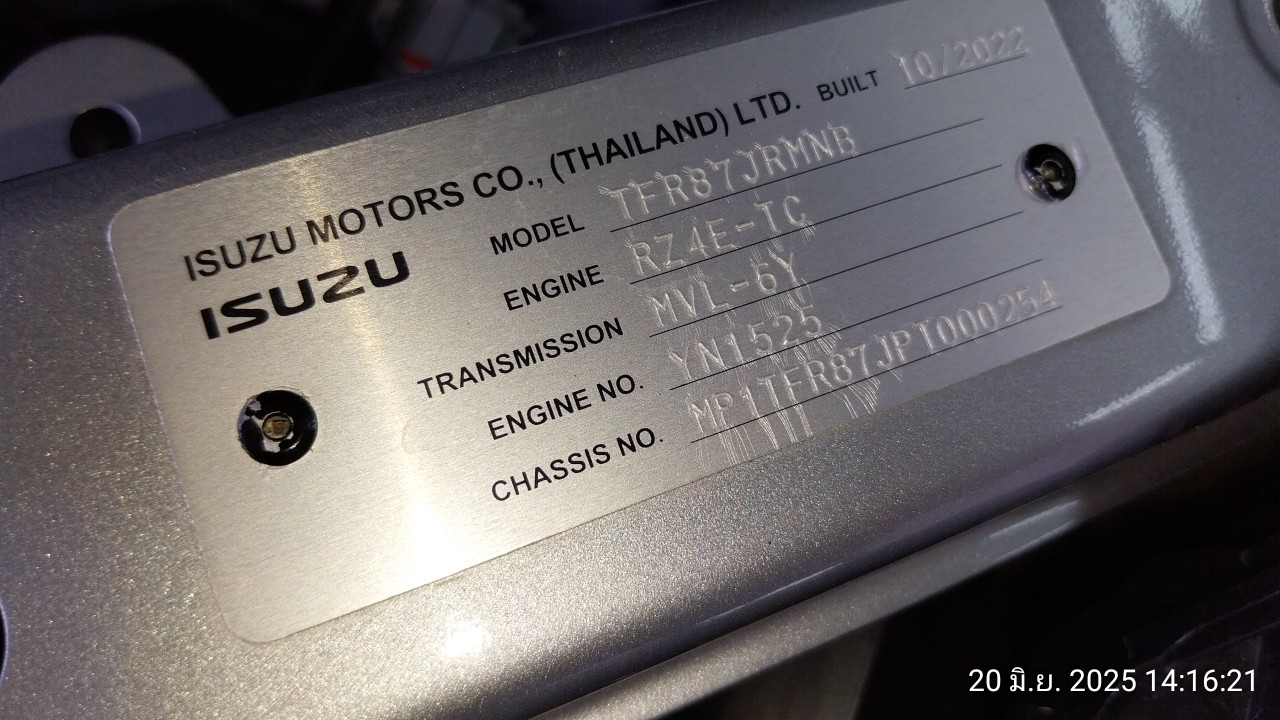 ISUZU MOTORS CO., (THAILAND) LTD. BUILT 10/2022
ISUZU
MODEL TFR87JRMNB
ENGINE RZ4E-TC
TRANSMISSION MVL-6Y
ENGINE NO. YN1525
CHASSIS NO. MP1TFR87JPT000254
20 มิ.ย. 2025 14:16:21